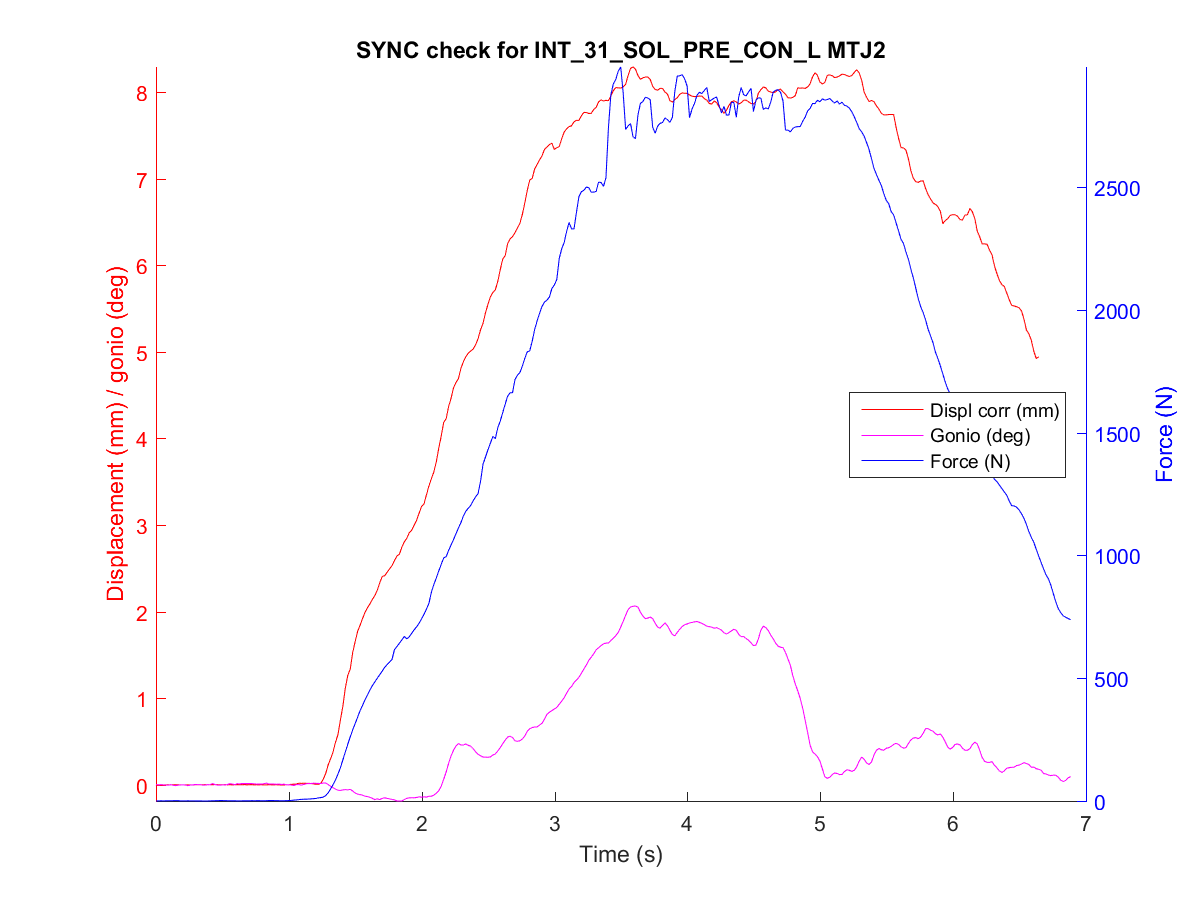 SYNC check for INT_31_SOL_PRE_CON_L MTJ2
8
7
6
5
4
3
2
1
0
Displacement (mm) / gonio (deg)
2500
2000
1500
1000
500
0
Force (N)
Displ corr (mm)
Gonio (deg)
Force (N)
0 1 2 3 4 5 6 7
Time (s)